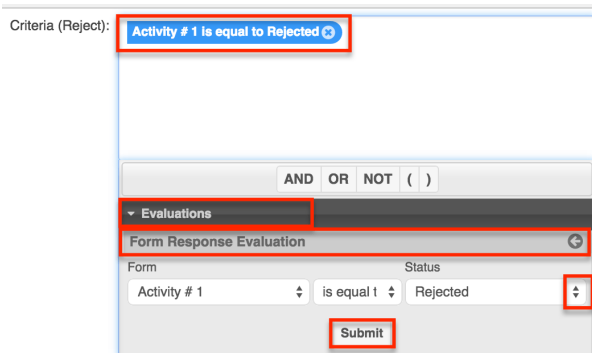 Criteria (Reject):
Activity # 1 is equal to Rejected
AND OR NOT ( )
Evaluations
Form Response Evaluation
Form Status
Activity # 1 is equal t Rejected
Submit